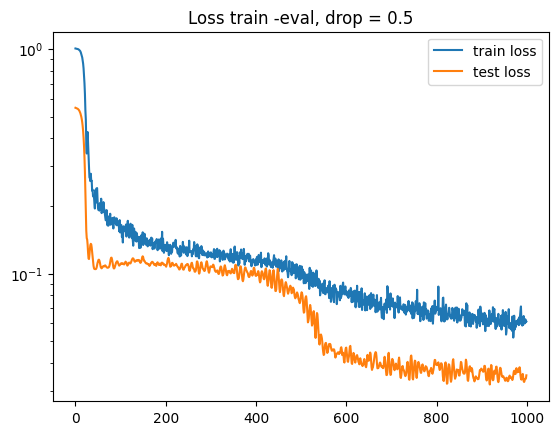 Loss train -eval, drop = 0.5
train loss
test loss
10⁰
10⁻¹
0 200 400 600 800 1000